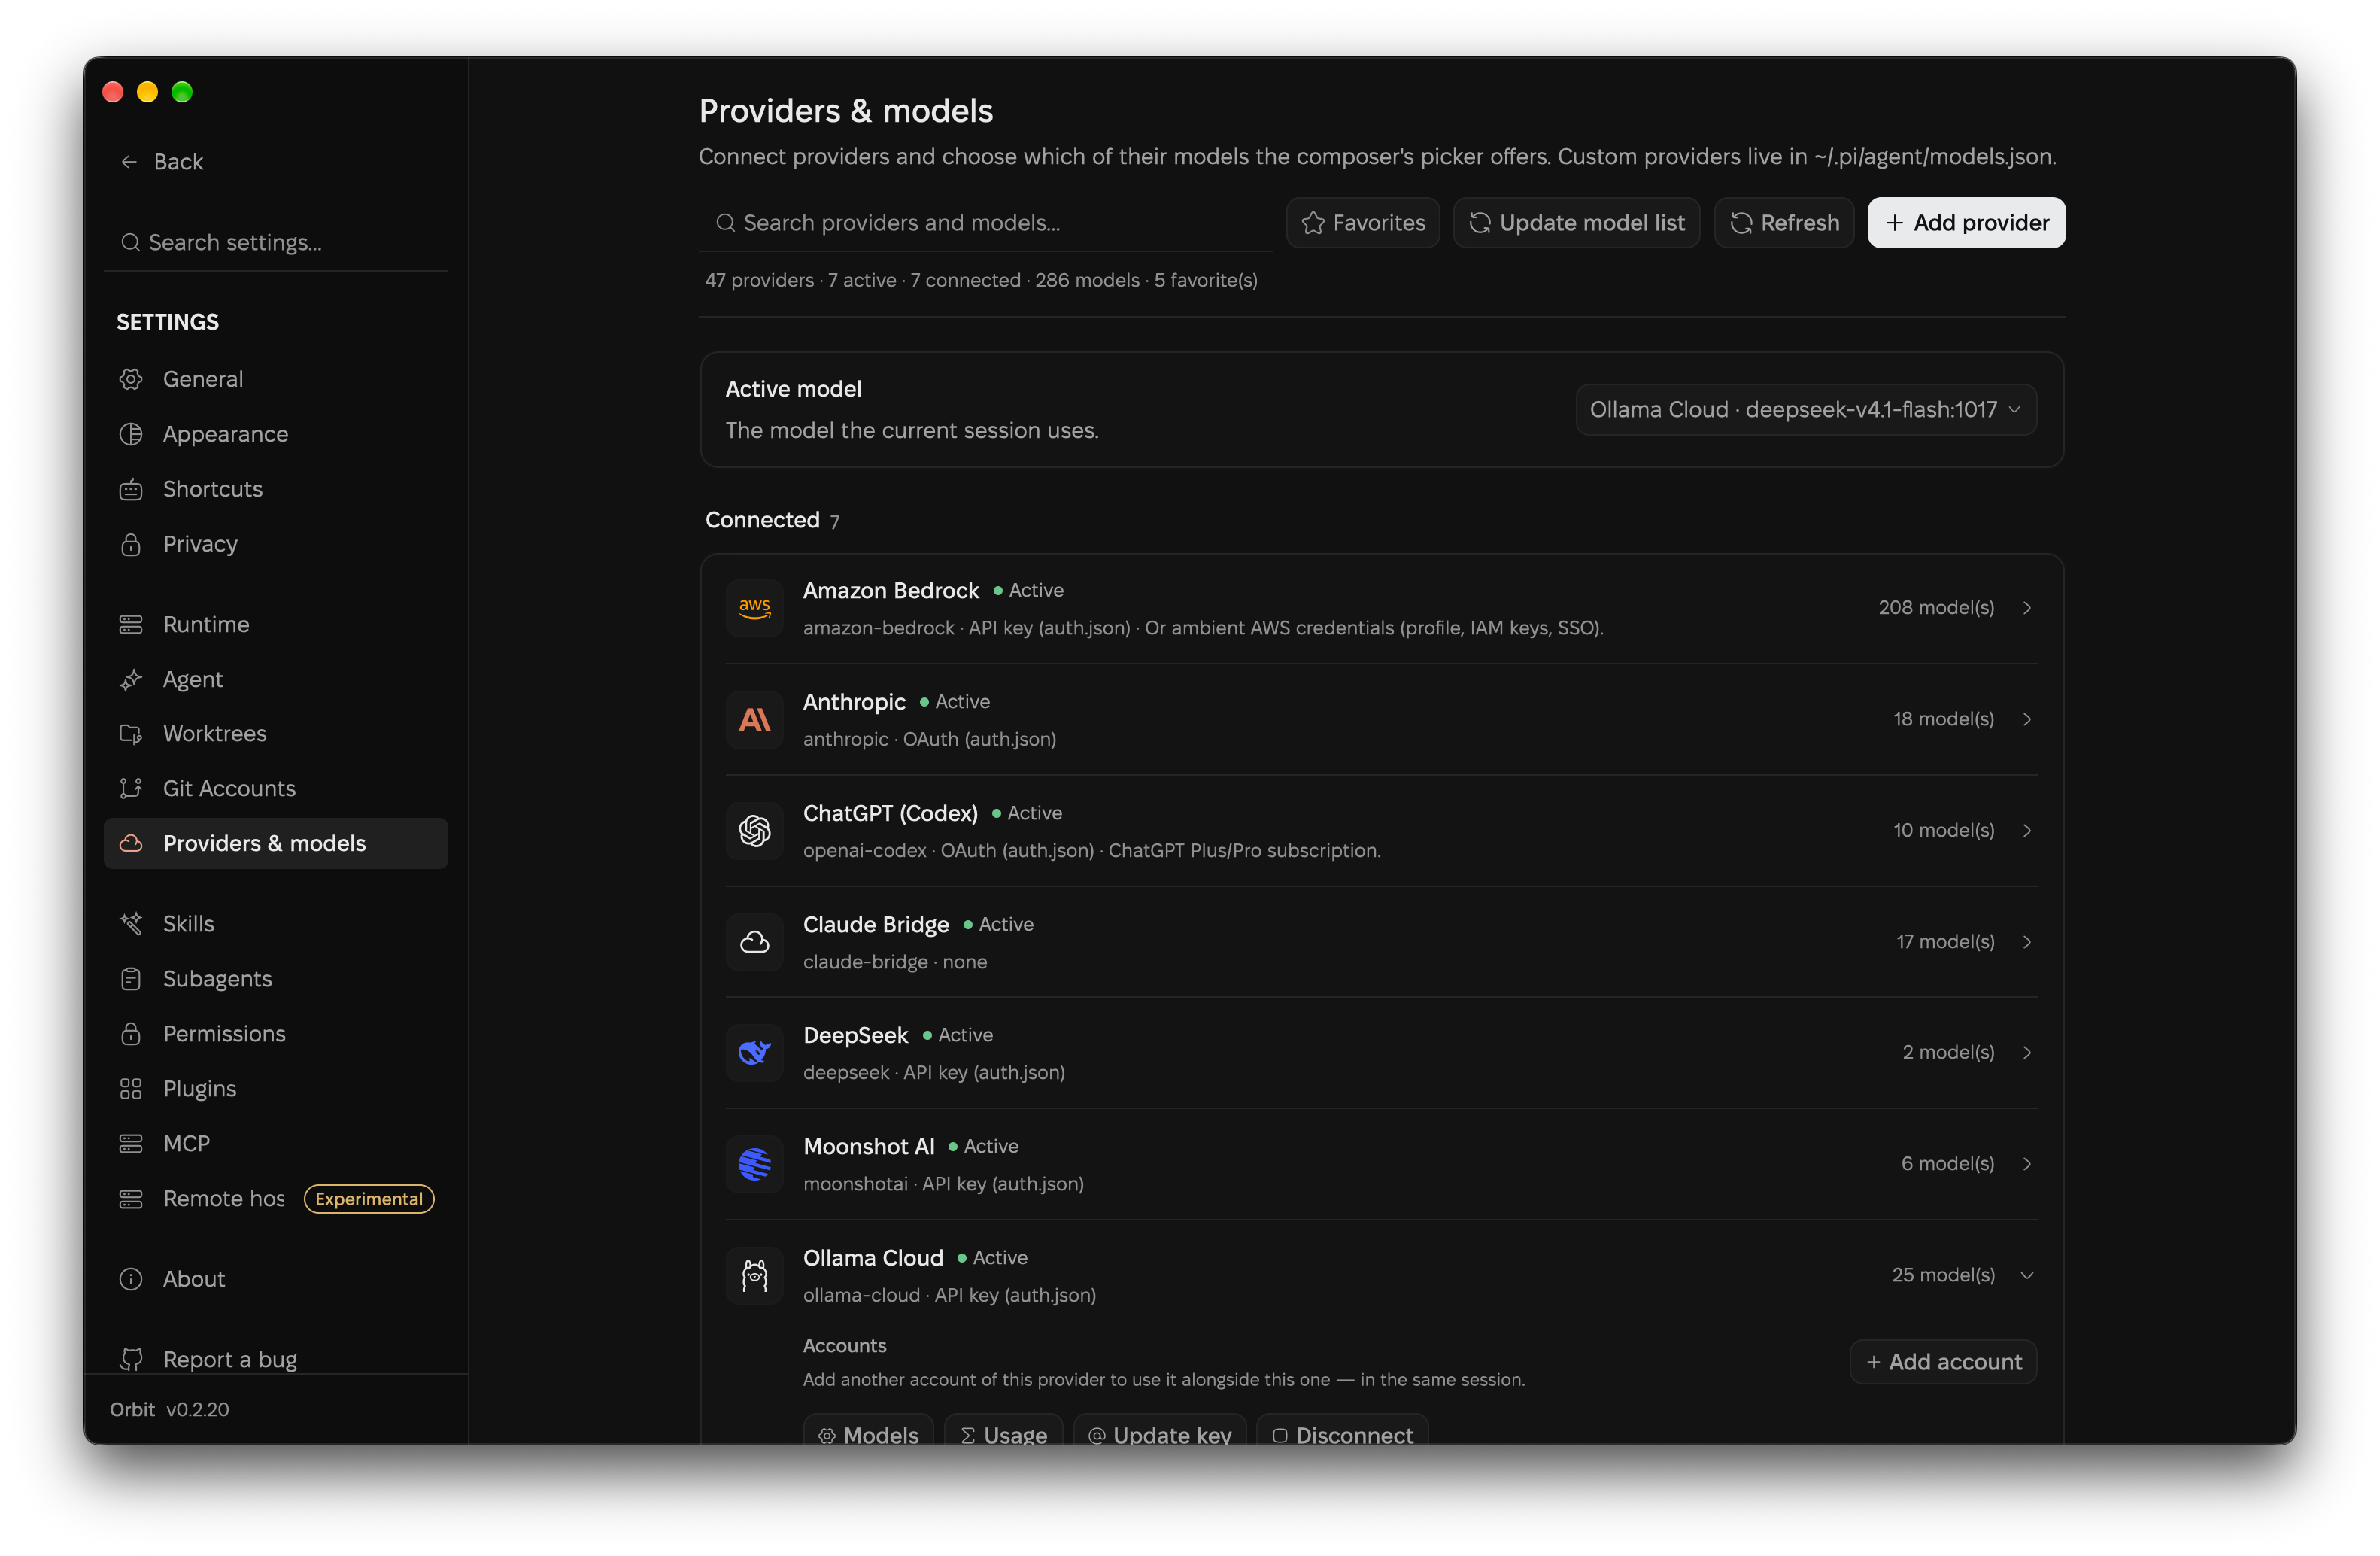 Back
Search settings...
SETTINGS
General
Appearance
Shortcuts
Privacy
Runtime
Agent
Worktrees
Git Accounts
Providers & models
Skills
Subagents
Permissions
Plugins
MCP
Remote hos Experimental
About
Report a bug
Orbit v0.2.20
Providers & models
Connect providers and choose which of their models the composer's picker offers. Custom providers live in ~/.pi/agent/models.json.
Search providers and models... Favorites Update model list Refresh + Add provider
47 providers · 7 active · 7 connected · 286 models · 5 favorite(s)
Active model
The model the current session uses.
Ollama Cloud · deepseek-v4.1-flash:1017
Connected 7
aws
Amazon Bedrock Active
amazon-bedrock · API key (auth.json) · Or ambient AWS credentials (profile, IAM keys, SSO).
208 model(s)
Anthropic Active
anthropic · OAuth (auth.json)
18 model(s)
ChatGPT (Codex) Active
openai-codex · OAuth (auth.json) · ChatGPT Plus/Pro subscription.
10 model(s)
Claude Bridge Active
claude-bridge · none
17 model(s)
DeepSeek Active
deepseek · API key (auth.json)
2 model(s)
Moonshot AI Active
moonshotai · API key (auth.json)
6 model(s)
Ollama Cloud Active
ollama-cloud · API key (auth.json)
25 model(s)
Accounts
Add another account of this provider to use it alongside this one — in the same session.
+ Add account
Models Usage Update key Disconnect